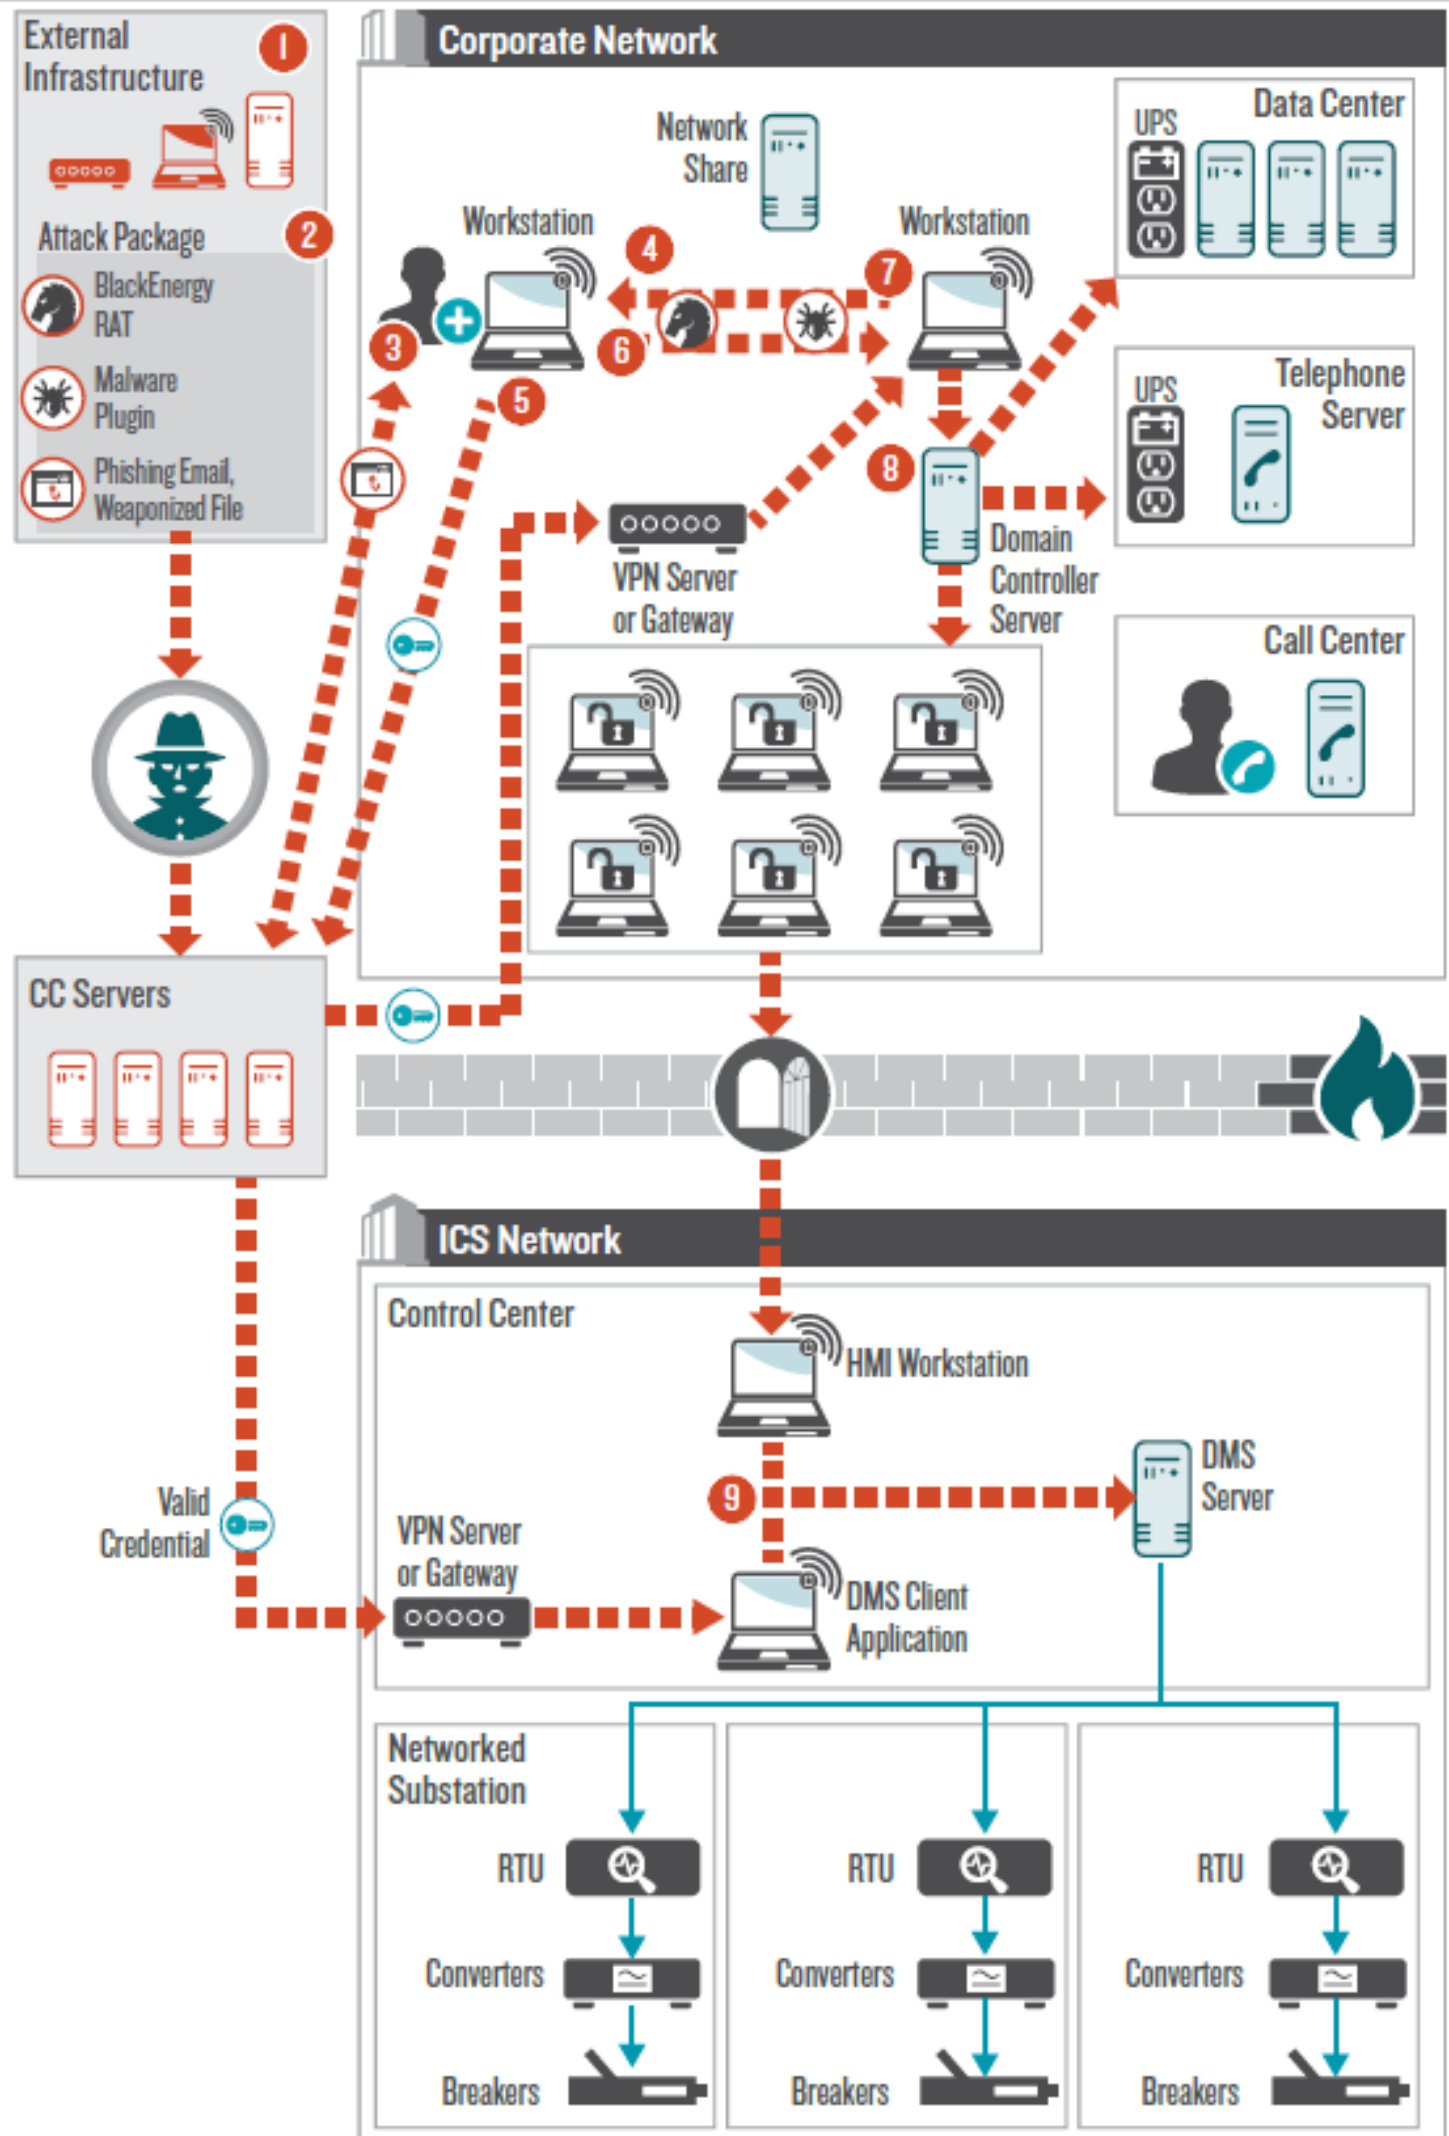 External
Infrastructure
1
Attack Package
2
BlackEnergy
RAT
Malware
Plugin
Phishing Email,
Weaponized File
CC Servers
Valid
Credential
Corporate Network
Network
Share
Workstation
Workstation
3
4
5
6
7
8
VPN Server
or Gateway
Domain
Controller
Server
UPS
Data Center
UPS
Telephone
Server
Call Center
ICS Network
Control Center
HMI Workstation
9
DMS
Server
VPN Server
or Gateway
DMS Client
Application
Networked
Substation
RTU
Converters
Breakers
RTU
Converters
Breakers
RTU
Converters
Breakers